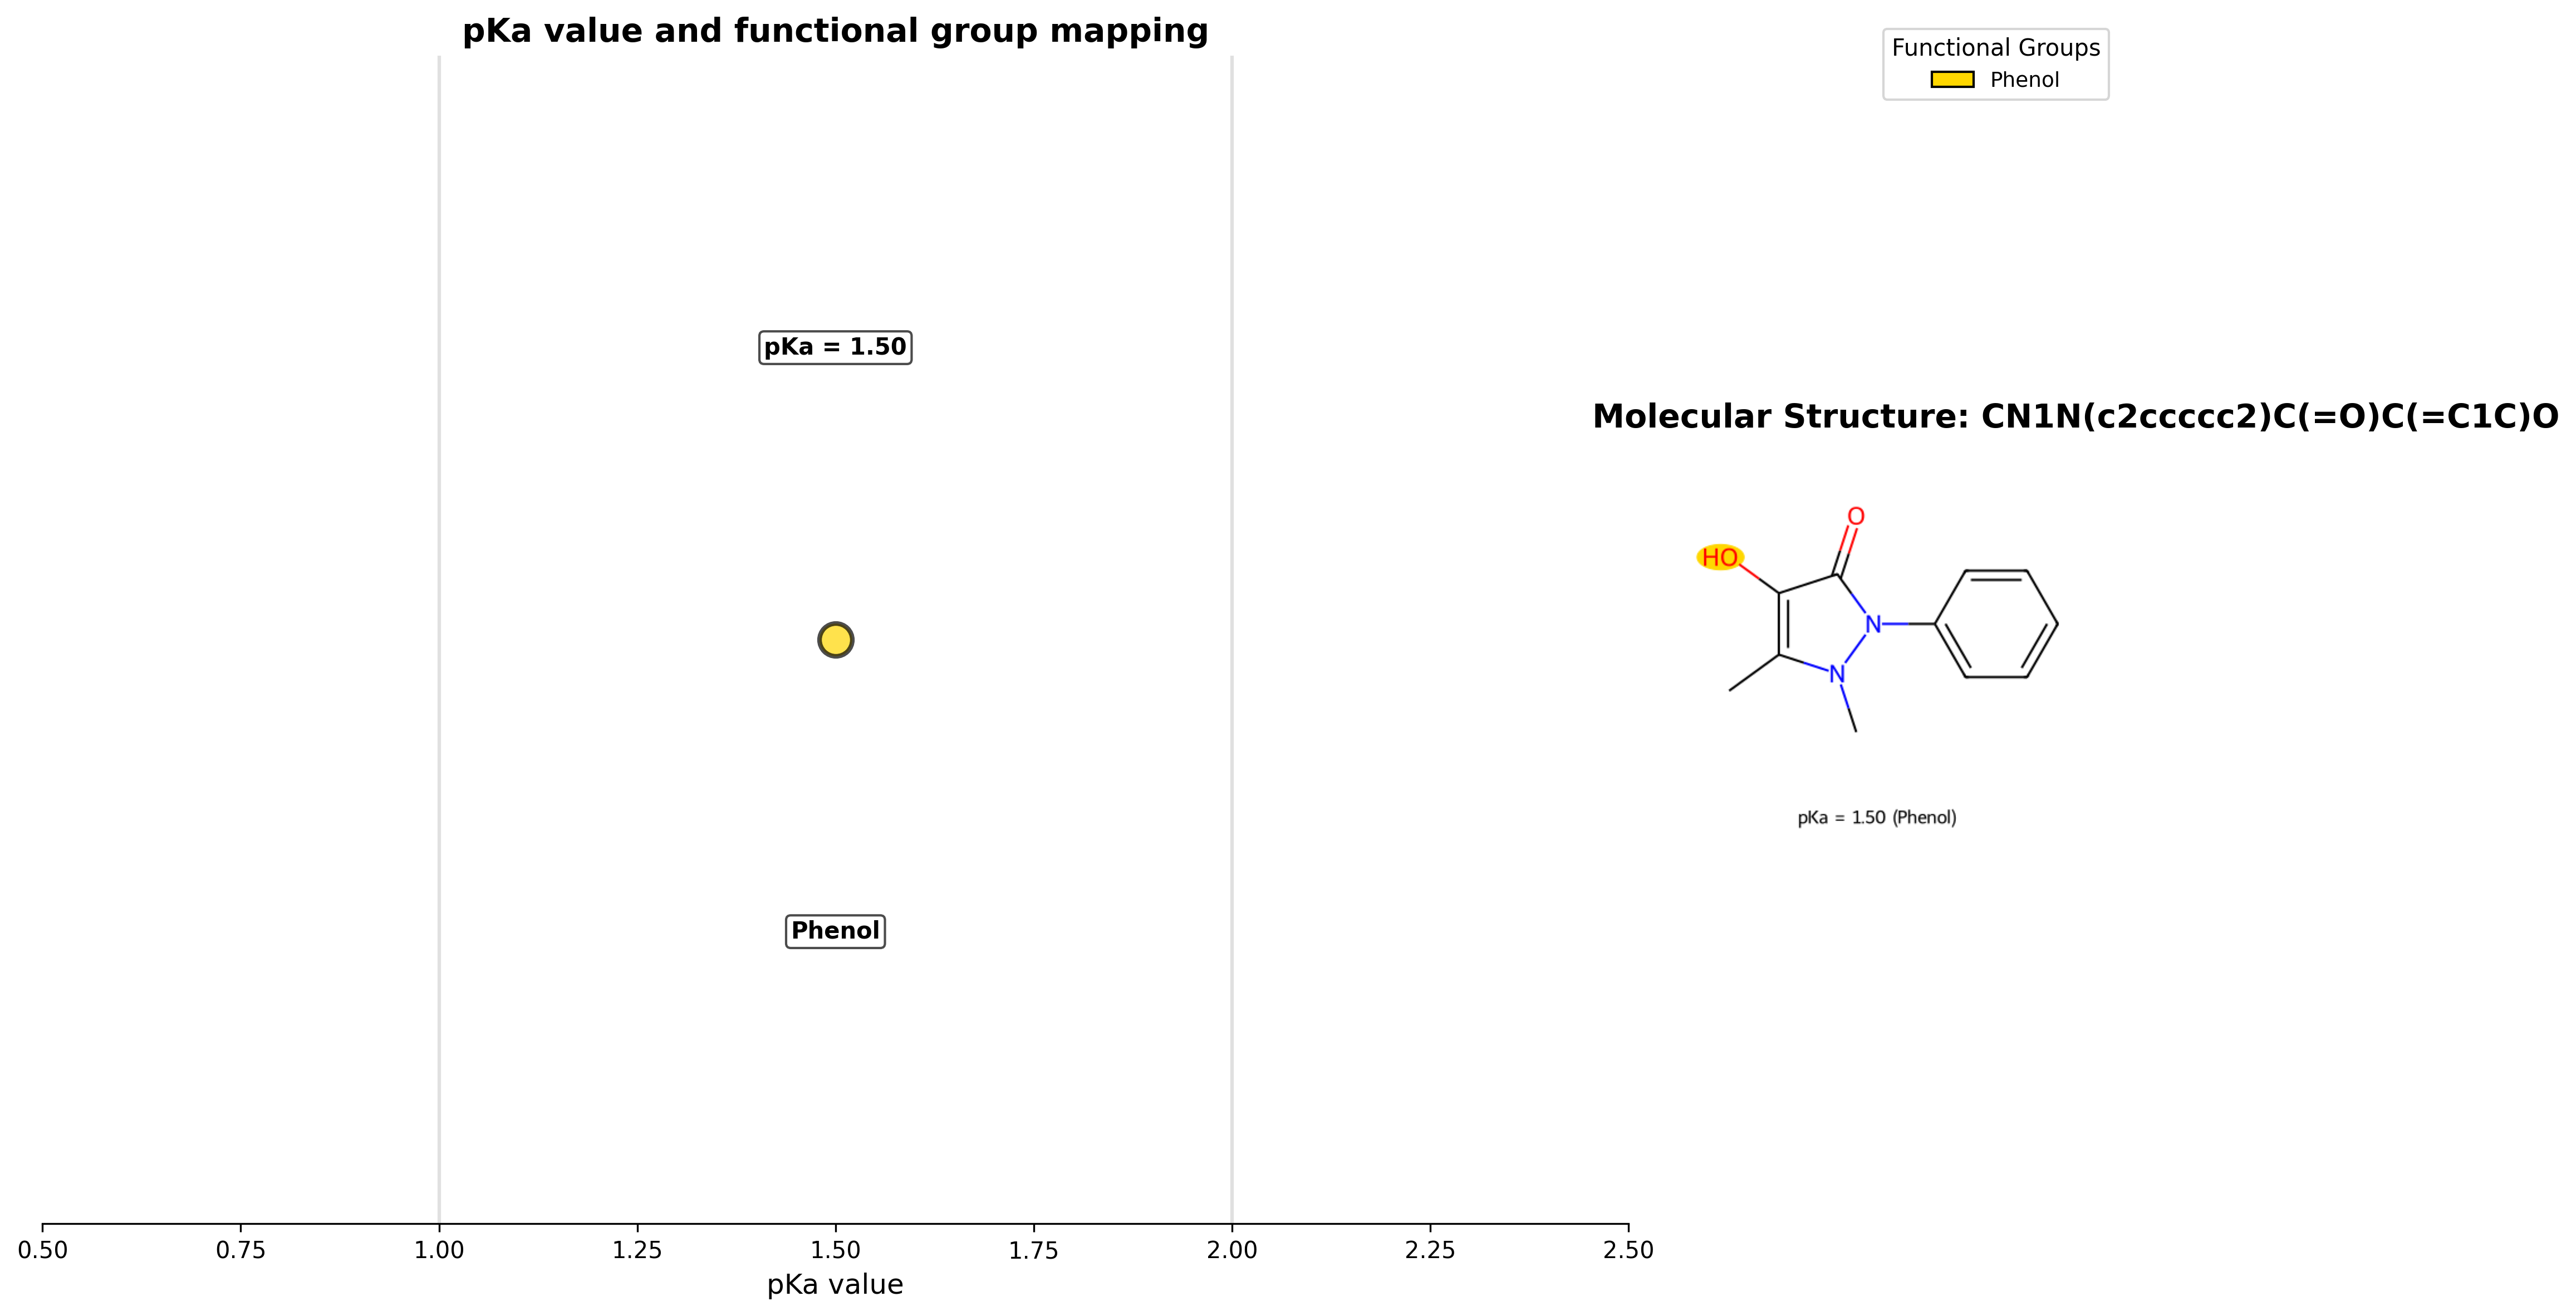 pKa value and functional group mapping
pKa = 1.50
Phenol
0.50 0.75 1.00 1.25 1.50 1.75 2.00 2.25 2.50
pKa value
Functional Groups
Phenol
Molecular Structure: CN1N(c2ccccc2)C(=O)C(=C1C)O
O
HO
N
N
pKa = 1.50 (Phenol)